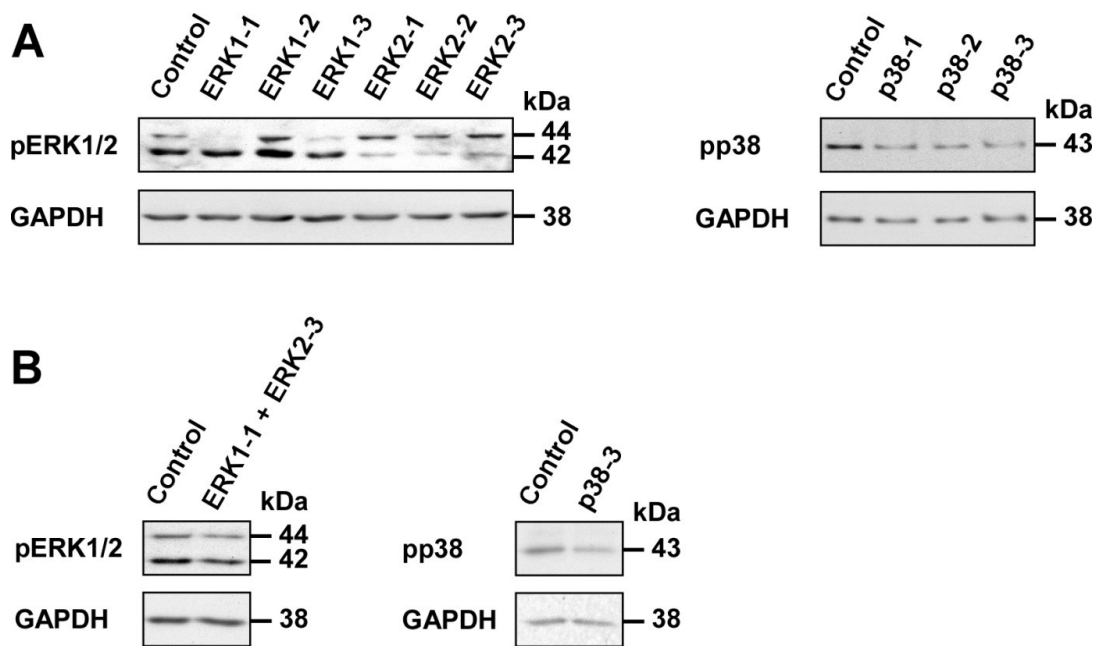 A
Control
ERK1-1
ERK1-2
ERK1-3
ERK2-1
ERK2-2
ERK2-3
kDa
pERK1/2
44
42
GAPDH
38
Control
p38-1
p38-2
p38-3
kDa
pp38
43
GAPDH
38
B
Control
ERK1-1 + ERK2-3
kDa
pERK1/2
44
42
GAPDH
38
Control
p38-3
kDa
pp38
43
GAPDH
38